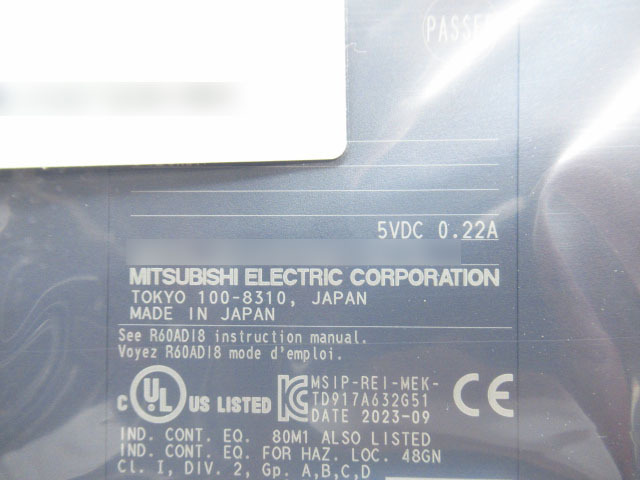 PASSED
5VDC 0.22A
MITSUBISHI ELECTRIC CORPORATION
TOKYO 100-8310, JAPAN
MADE IN JAPAN
See R60ADI8 instruction manual.
Voyez R60ADI8 mode d'emploi.
C UL US LISTED
MSIP-REI-MEK-
TD917A632G51
DATE 2023-09
CE
IND. CONT. EQ. 80M1 ALSO LISTED
IND. CONT. EQ. FOR HAZ. LOC. 48GN
Cl. I, DIV. 2, Gp. A,B,C,D